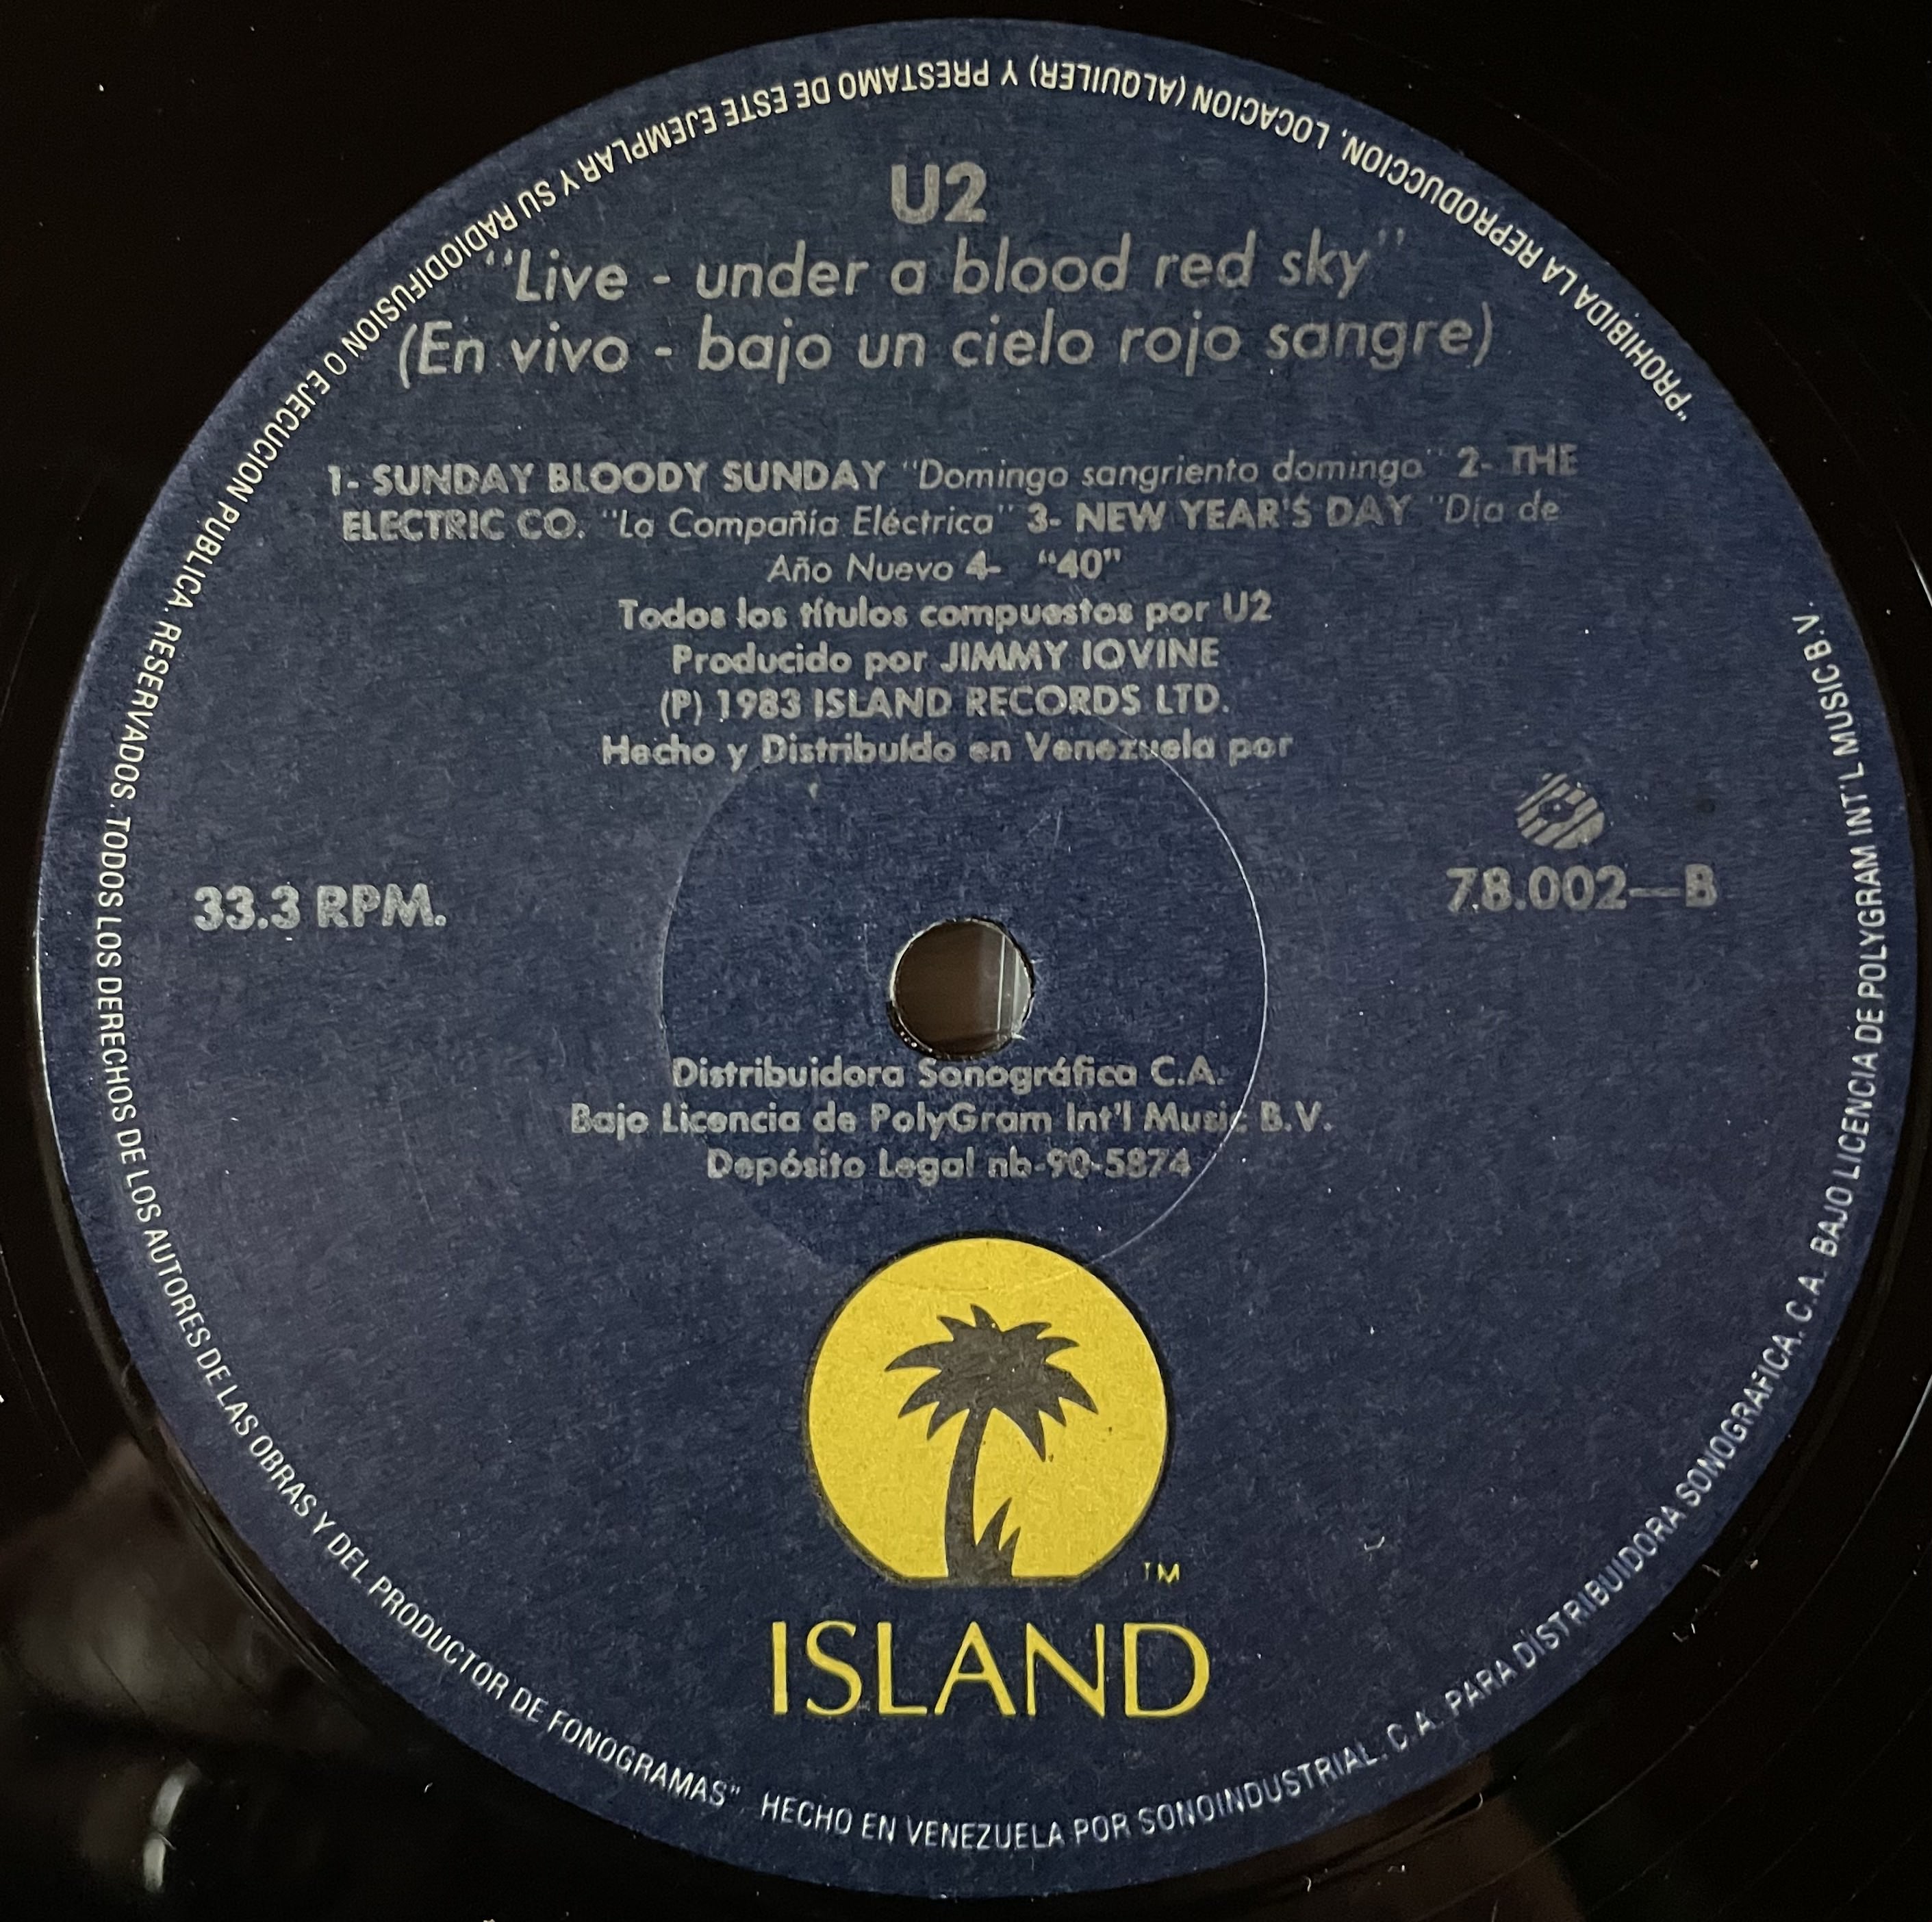 U2
"Live - under a blood red sky"
(En vivo - bajo un cielo rojo sangre)
1- SUNDAY BLOODY SUNDAY "Domingo sangriento domingo" 2- THE
ELECTRIC CO. "La Compañía Eléctrica" 3- NEW YEAR'S DAY "Día de
Año Nuevo 4- "40"
Todos los títulos compuestos por U2
Producido por JIMMY IOVINE
(P) 1983 ISLAND RECORDS LTD.
Hecho y Distribuído en Venezuela por
33.3 RPM.
78.002—B
Distribuidora Sonográfica C.A.
Bajo Licencia de PolyGram Int'l Music B.V.
Depósito Legal nb-90-5874
TM
ISLAND
"PROHIBIDA LA REPRODUCCION, LOCACION (ALQUILER) Y PRESTAMO DE ESTE EJEMPLAR Y SU RADIODIFUSION O EJECUCION PUBLICA. RESERVADOS. TODOS LOS DERECHOS DE LOS AUTORES DE LAS OBRAS Y DEL PRODUCTOR DE FONOGRAMAS". HECHO EN VENEZUELA POR SONOINDUSTRIAL. C.A. PARA DISTRIBUIDORA SONOGRAFICA. C.A. BAJO LICENCIA DE POLYGRAM INT'L MUSIC B.V.